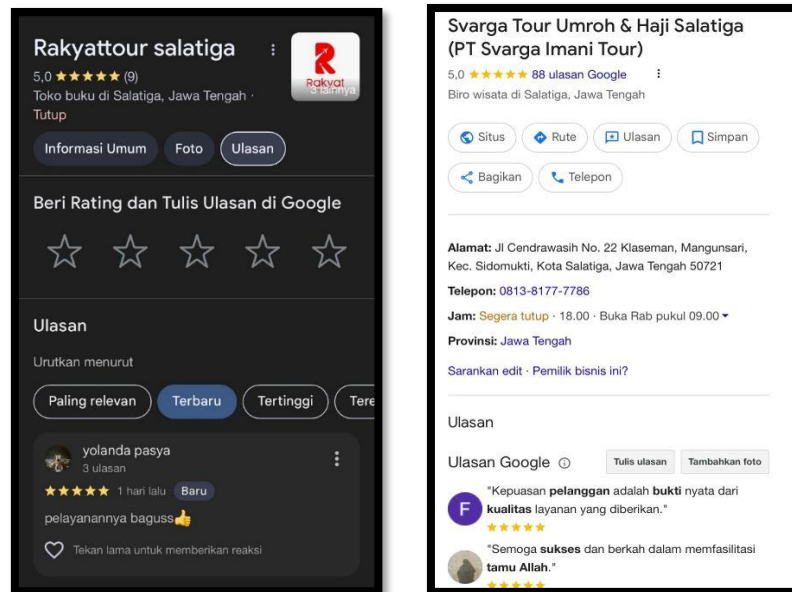 Rakyattour salatiga
5,0 ★★★★★ (9)
Toko buku di Salatiga, Jawa Tengah ·
Tutup
R
Rakyat
3 lainnya
Informasi Umum
Foto
Ulasan
Beri Rating dan Tulis Ulasan di Google
Ulasan
Urutkan menurut
Paling relevan
Terbaru
Tertinggi
Tere
yolanda pasya
3 ulasan
★★★★★ 1 hari lalu Baru
pelayanannya baguss👍
Tekan lama untuk memberikan reaksi
Svarga Tour Umroh & Haji Salatiga
(PT Svarga Imani Tour)
5,0 ★★★★★ 88 ulasan Google
Biro wisata di Salatiga, Jawa Tengah
Situs
Rute
Ulasan
Simpan
Bagikan
Telepon
Alamat: Jl Cendrawasih No. 22 Klaseman, Mangunsari,
Kec. Sidomukti, Kota Salatiga, Jawa Tengah 50721
Telepon: 0813-8177-7786
Jam: Segera tutup · 18.00 · Buka Rab pukul 09.00
Provinsi: Jawa Tengah
Sarankan edit · Pemilik bisnis ini?
Ulasan
Ulasan Google
Tulis ulasan
Tambahkan foto
F
"Kepuasan pelanggan adalah bukti nyata dari
kualitas layanan yang diberikan."
★★★★★
"Semoga sukses dan berkah dalam memfasilitasi
tamu Allah."
★★★★★